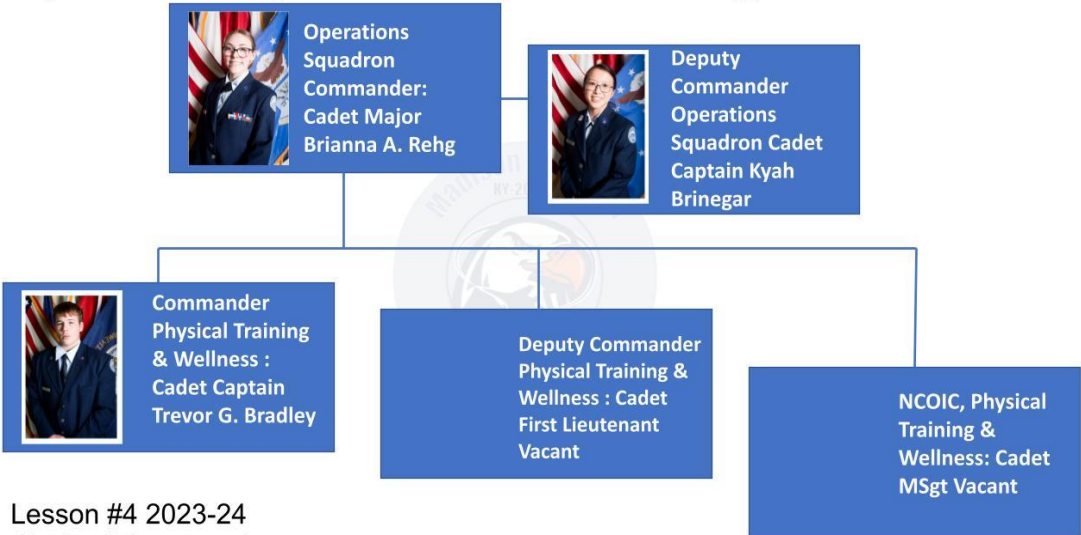 Operations
Squadron
Commander:
Cadet Major
Brianna A. Rehg
Deputy
Commander
Operations
Squadron Cadet
Captain Kyah
Brinegar
Commander
Physical Training
& Wellness :
Cadet Captain
Trevor G. Bradley
Deputy Commander
Physical Training &
Wellness : Cadet
First Lieutenant
Vacant
NCOIC, Physical
Training &
Wellness: Cadet
MSgt Vacant
Lesson #4 2023-24